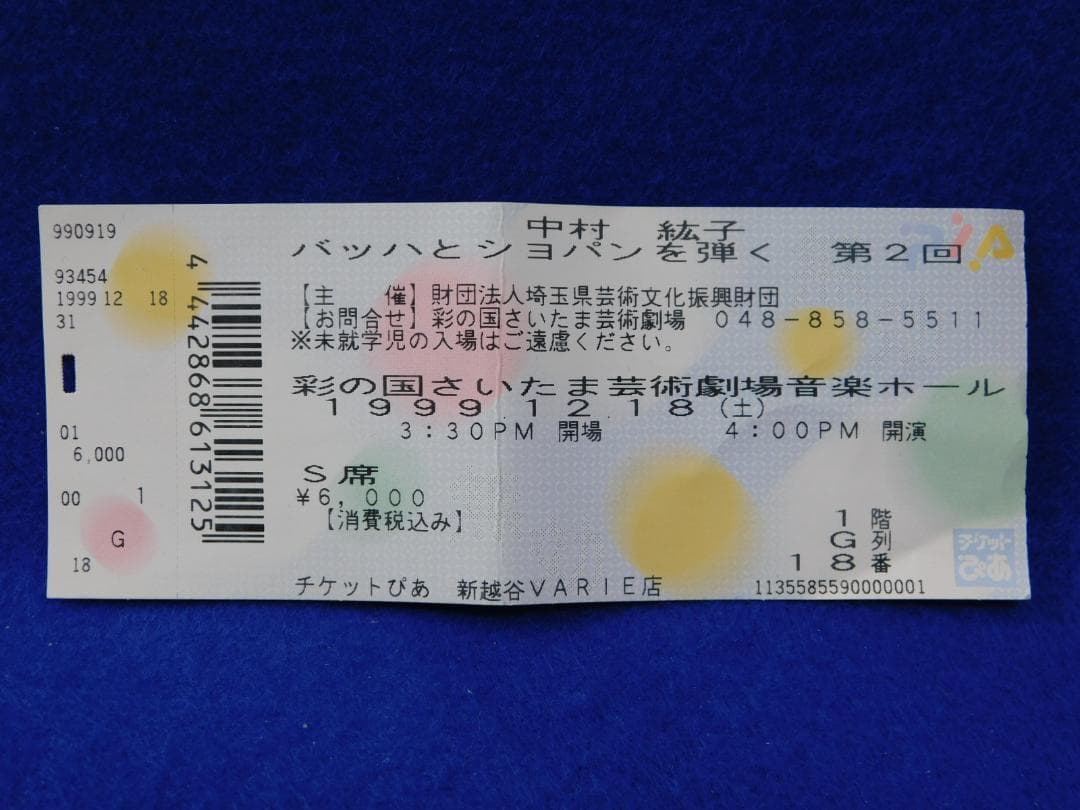 990919
93454
1999 12 18
31
01
6,000
00 1
G
18
4442868613125
中村 紘子
バッハとショパンを弾く 第2回
ぴあ
【主 催】財団法人埼玉県芸術文化振興財団
【お問合せ】彩の国さいたま芸術劇場 048-858-5511
※未就学児の入場はご遠慮ください。
彩の国さいたま芸術劇場音楽ホール
1999.12.18(土)
3:30PM 開場 4:00PM 開演
S席
¥6,000
【消費税込み】
1階
G列
18番
チケット
ぴあ
チケットぴあ 新越谷VARIE店
1135585590000001